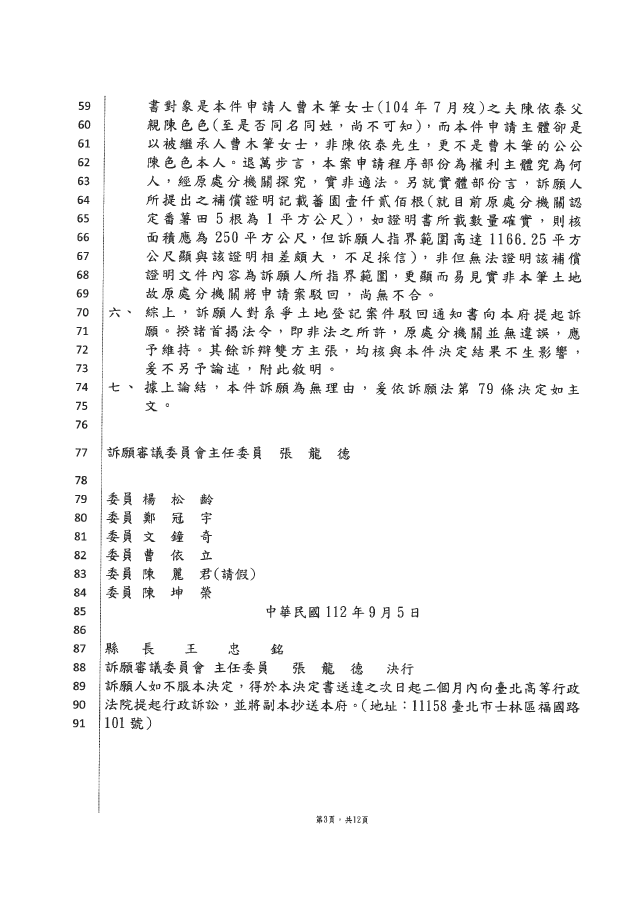 59 書對象是本件申請人曹木筆女士(104 年 7 月歿)之夫陳依泰父
60 親陳色色(至是否同名同姓，尚不可知)，而本件申請主體卻是
61 以被繼承人曹木筆女士，非陳依泰先生，更不是曹木筆的公公
62 陳色色本人。退萬步言，本案申請程序部份為權利主體究為何
63 人，經原處分機關探究，實非適法。另就實體部份言，訴願人
64 所提出之補償證明記載蕃園壹仟貳佰根(就目前原處分機關認
65 定番薯田 5 根為 1 平方公尺)，如證明書所載數量確實，則核
66 面積應為 250 平方公尺，但訴願人指界範圍高達 1166.25 平方
67 公尺顯與該證明相差頗大，不足採信)，非但無法證明該補償
68 證明文件內容為訴願人所指界範圍，更顯而易見實非本筆土地
69 故原處分機關將申請案駁回，尚無不合。
70 六、 綜上，訴願人對系爭土地登記案件駁回通知書向本府提起訴
71 願。揆諸首揭法令，即非法之所許，原處分機關並無違誤，應
72 予維持。其餘訴辯雙方主張，均核與本件決定結果不生影響，
73 爰不另予論述，附此敘明。
74 七、 據上論結，本件訴願為無理由，爰依訴願法第 79 條決定如主
75 文。
76
77 訴願審議委員會主任委員 張 龍 德
78
79 委員 楊 松 齡
80 委員 鄭 冠 宇
81 委員 文 鐘 奇
82 委員 曹 依 立
83 委員 陳 麗 君(請假)
84 委員 陳 坤 榮
85 中華民國 112 年 9 月 5 日
86
87 縣 長 王 忠 銘
88 訴願審議委員會 主任委員 張 龍 德 決行
89 訴願人如不服本決定，得於本決定書送達之次日起二個月內向臺北高等行政
90 法院提起行政訴訟，並將副本抄送本府。(地址：11158 臺北市士林區福國路
91 101 號)
第3頁，共12頁